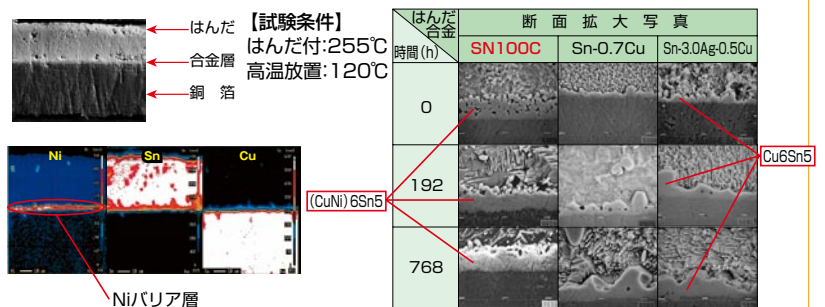 はんだ
合金層
銅 箔
【試験条件】
はんだ付:255℃
高温放置:120℃
Ni
Sn
Cu
Niバリア層
(CuNi)6Sn5
はんだ
合金
時間(h)
断面拡大写真
SN100C
Sn-0.7Cu
Sn-3.0Ag-0.5Cu
0
192
768
Cu6Sn5